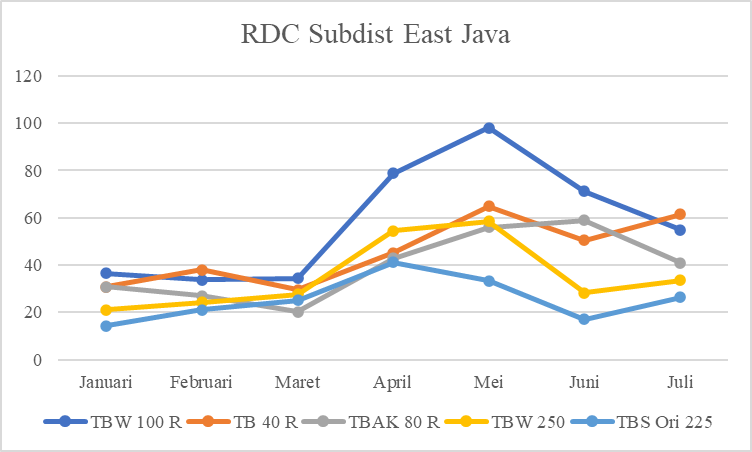 RDC Subdist East Java
120
100
80
60
40
20
0
Januari Februari Maret April Mei Juni Juli
TBW 100 R TB 40 R TBAK 80 R TBW 250 TBS Ori 225